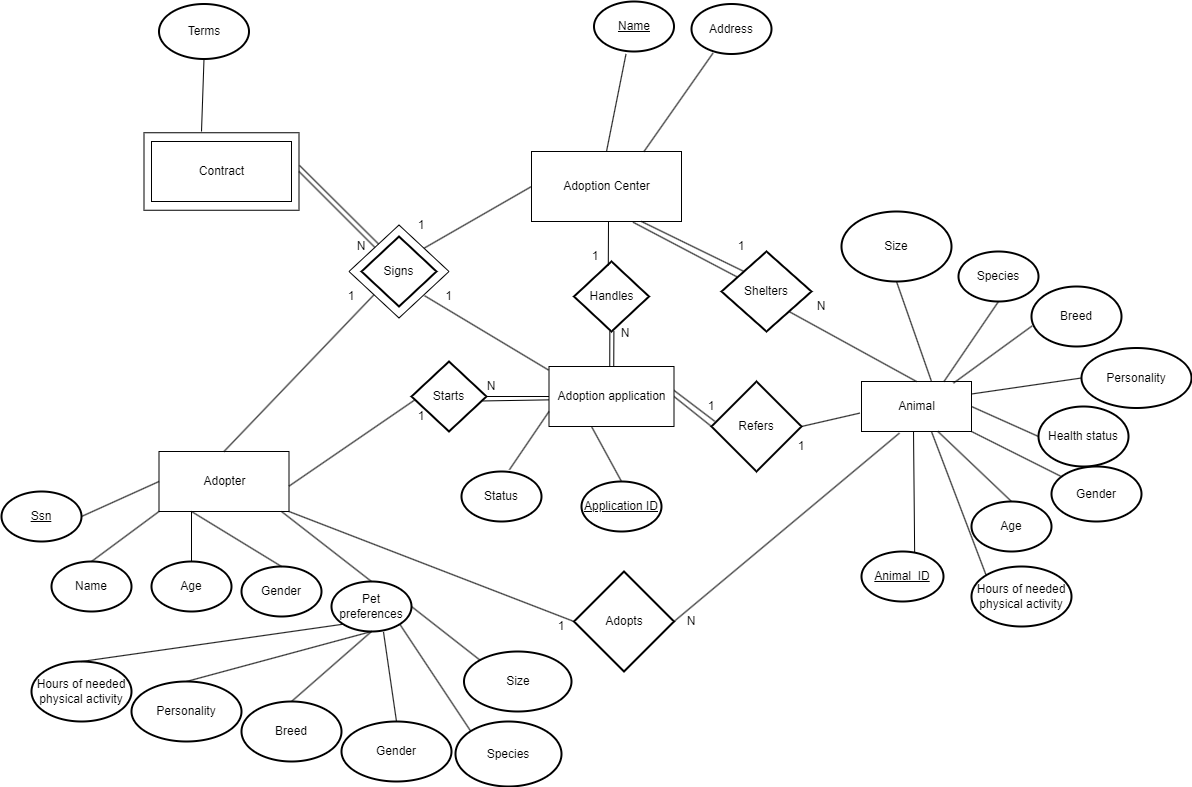 Terms
Name
Address
Contract
Adoption Center
1
N
Signs
1
1
1
Handles
N
1
Shelters
N
Size
Species
Breed
Personality
Health status
Gender
Age
Hours of needed
physical activity
Animal_ID
Animal
Starts
N
1
Adoption application
1
Refers
1
Status
Application ID
Adopter
Ssn
Name
Age
Gender
Pet
preferences
1
Adopts
N
Hours of needed
physical activity
Personality
Breed
Gender
Species
Size